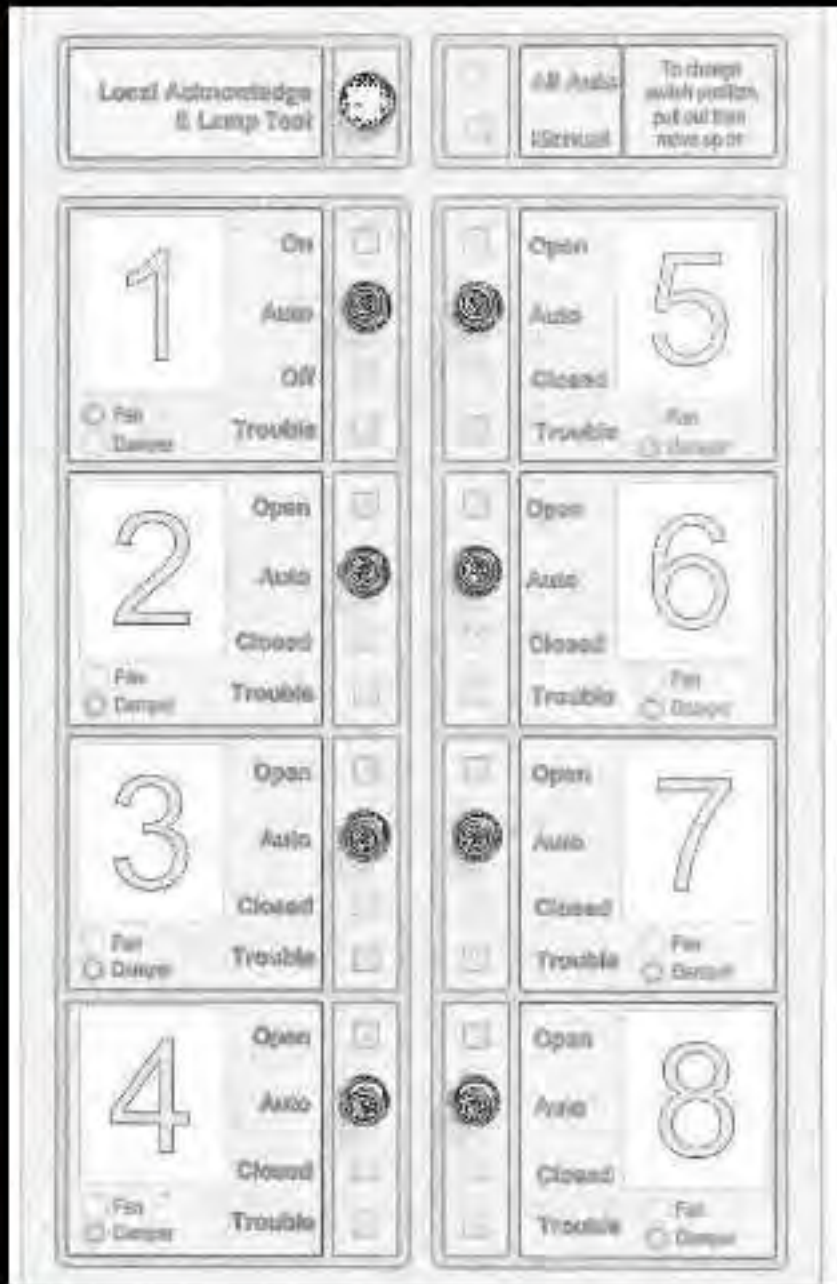 Local Acknowledge
& Lamp Test
All Auto
Manual
To change
switch position,
pull out then
move up or
1
On
Auto
Off
Trouble
Fan
Damper
2
Open
Auto
Closed
Trouble
Fan
Damper
3
Open
Auto
Closed
Trouble
Fan
Damper
4
Open
Auto
Closed
Trouble
Fan
Damper
5
Open
Auto
Closed
Trouble
Fan
Damper
6
Open
Auto
Closed
Trouble
Fan
Damper
7
Open
Auto
Closed
Trouble
Fan
Damper
8
Open
Auto
Closed
Trouble
Fan
Damper